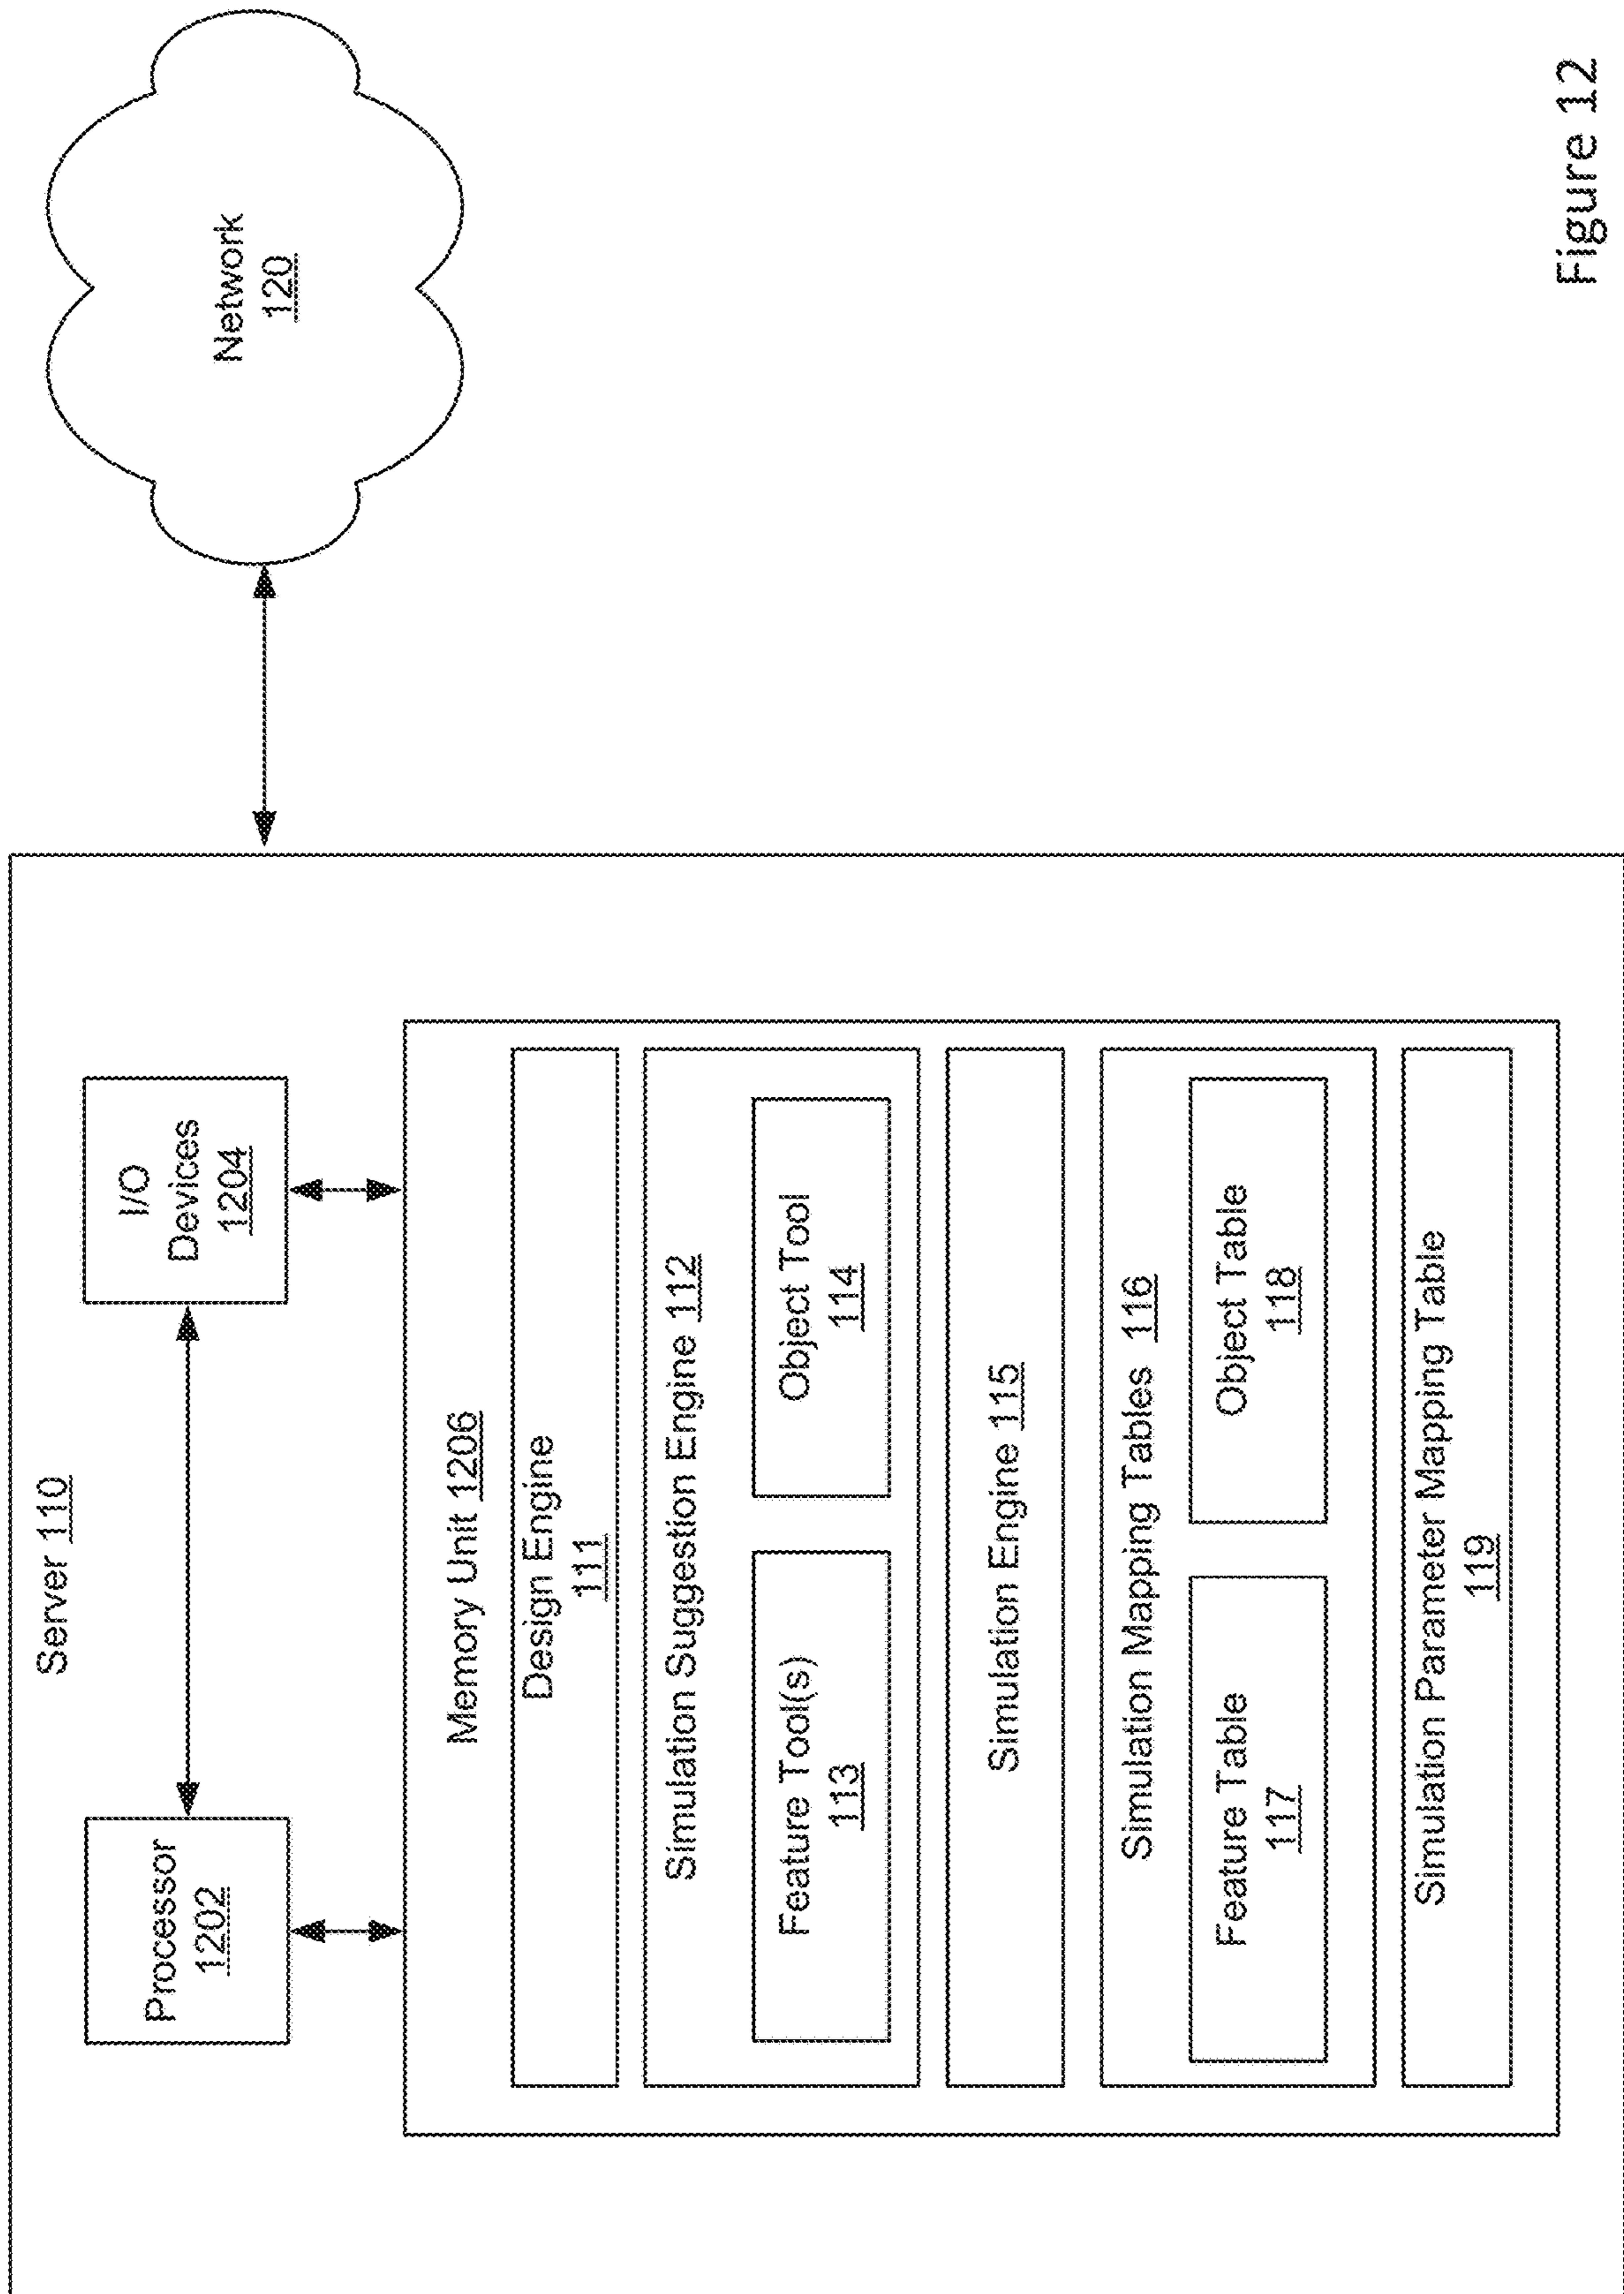 Server 110
Processor
1202
I/O
Devices
1204
Memory Unit 1206
Design Engine
111
Simulation Suggestion Engine 112
Feature Tool(s)
113
Object Tool
114
Simulation Engine 115
Simulation Mapping Tables 116
Feature Table
117
Object Table
118
Simulation Parameter Mapping Table
119
Network
120
Figure 12